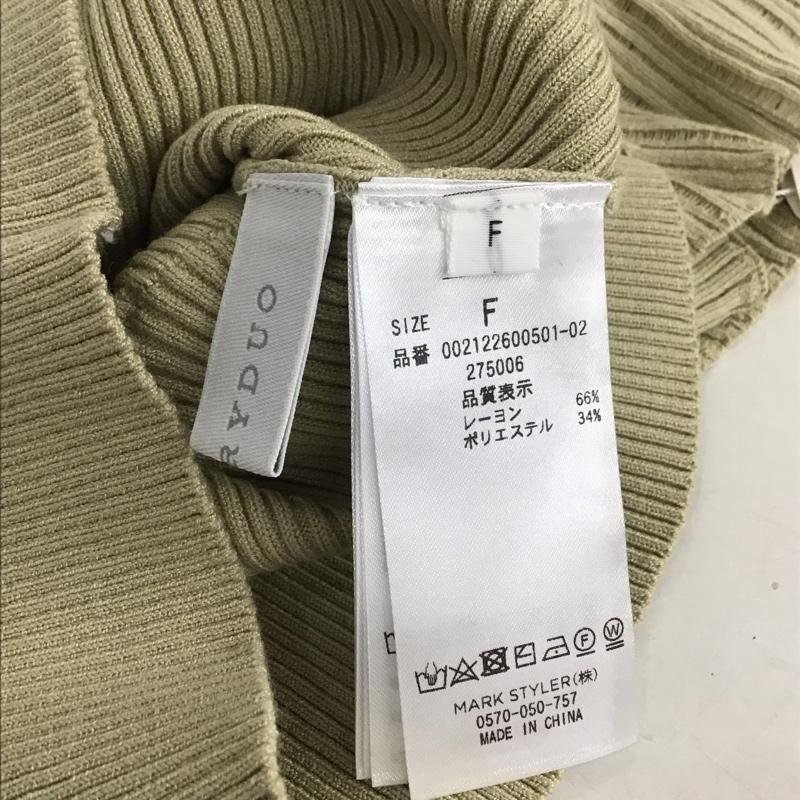 RYDUO
F
SIZE F
品番 002122600501-02
275006
品質表示
レーヨン 66%
ポリエステル 34%
F W
MARK STYLER(株)
0570-050-757
MADE IN CHINA